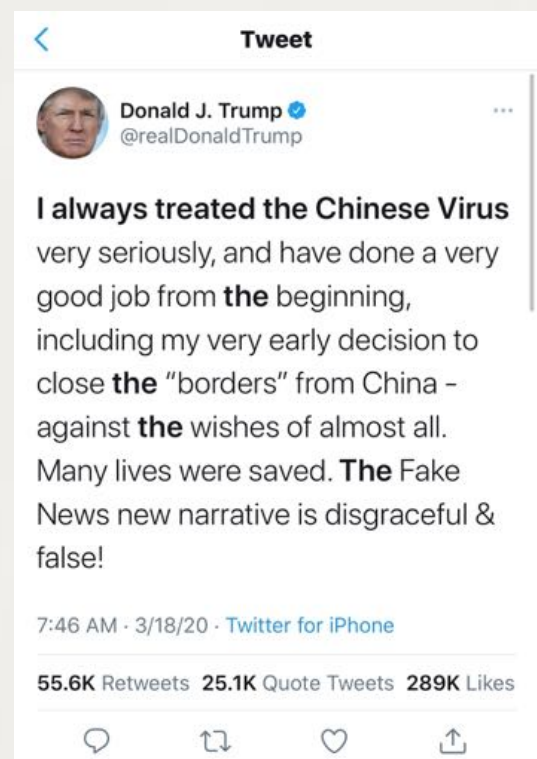 Tweet
Donald J. Trump
@realDonaldTrump
I always treated the Chinese Virus
very seriously, and have done a very
good job from the beginning,
including my very early decision to
close the "borders" from China -
against the wishes of almost all.
Many lives were saved. The Fake
News new narrative is disgraceful &
false!
7:46 AM · 3/18/20 · Twitter for iPhone
55.6K Retweets 25.1K Quote Tweets 289K Likes